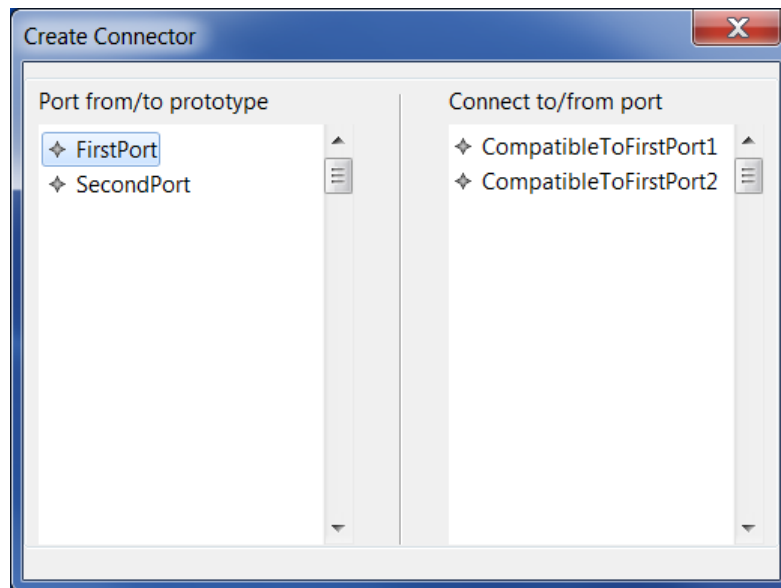 Create Connector
Port from/to prototype
FirstPort
SecondPort
Connect to/from port
CompatibleToFirstPort1
CompatibleToFirstPort2